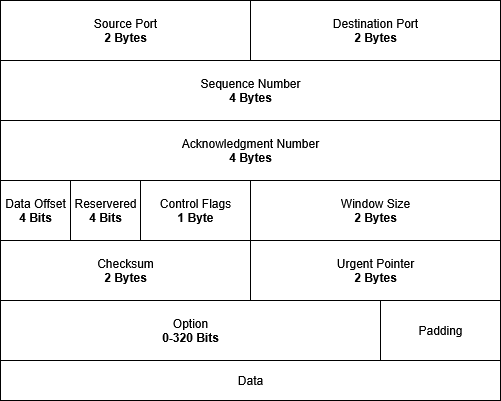 Source Port
2 Bytes
Destination Port
2 Bytes
Sequence Number
4 Bytes
Acknowledgment Number
4 Bytes
Data Offset
4 Bits
Reservered
4 Bits
Control Flags
1 Byte
Window Size
2 Bytes
Checksum
2 Bytes
Urgent Pointer
2 Bytes
Option
0-320 Bits
Padding
Data